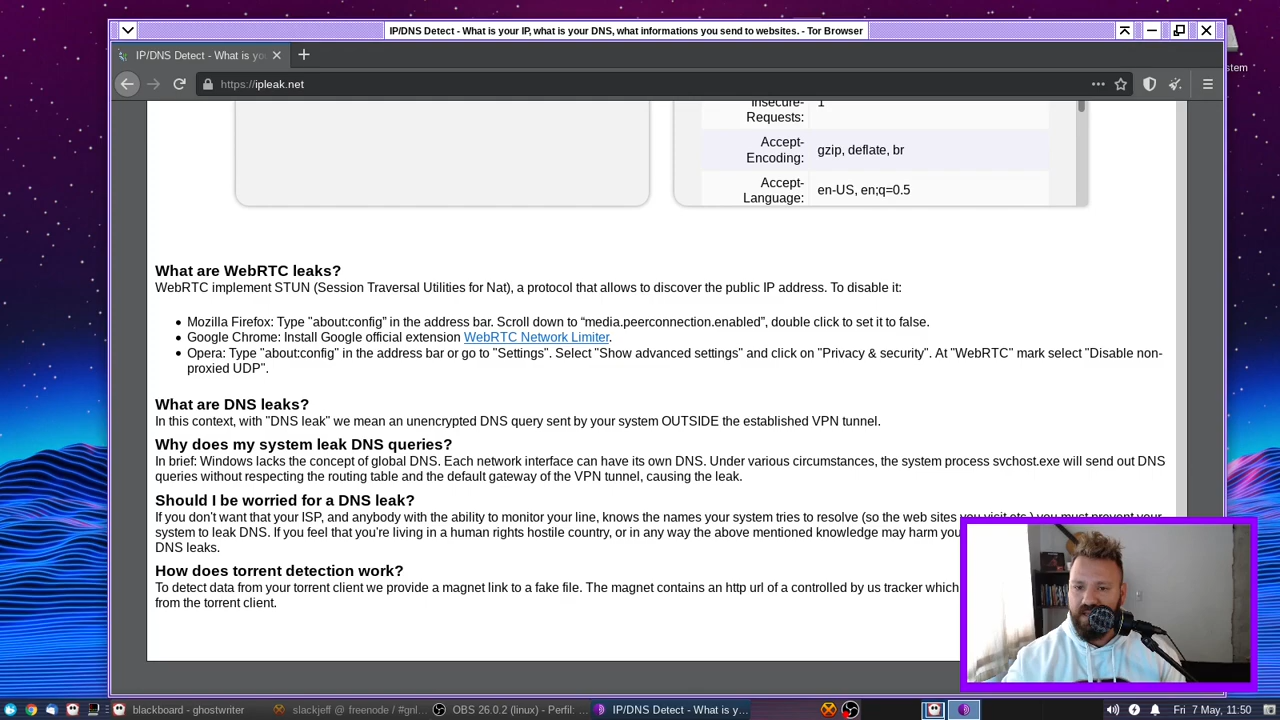 IP/DNS Detect - What is your IP, what is your DNS, what informations you send to websites. - Tor Browser
stem
IP/DNS Detect - What is yo
https://ipleak.net
Insecure-
Requests:
1
Accept-
Encoding:
gzip, deflate, br
Accept-
Language:
en-US, en;q=0.5
What are WebRTC leaks?
WebRTC implement STUN (Session Traversal Utilities for Nat), a protocol that allows to discover the public IP address. To disable it:
Mozilla Firefox: Type "about:config" in the address bar. Scroll down to “media.peerconnection.enabled”, double click to set it to false.
Google Chrome: Install Google official extension WebRTC Network Limiter.
Opera: Type "about:config" in the address bar or go to "Settings". Select "Show advanced settings" and click on "Privacy & security". At "WebRTC" mark select "Disable non-
proxied UDP".
What are DNS leaks?
In this context, with "DNS leak" we mean an unencrypted DNS query sent by your system OUTSIDE the established VPN tunnel.
Why does my system leak DNS queries?
In brief: Windows lacks the concept of global DNS. Each network interface can have its own DNS. Under various circumstances, the system process svchost.exe will send out DNS
queries without respecting the routing table and the default gateway of the VPN tunnel, causing the leak.
Should I be worried for a DNS leak?
If you don't want that your ISP, and anybody with the ability to monitor your line, knows the names your system tries to resolve (so the web sites you visit etc.) you must prevent your
system to leak DNS. If you feel that you're living in a human rights hostile country, or in any way the above mentioned knowledge may harm you
DNS leaks.
How does torrent detection work?
To detect data from your torrent client we provide a magnet link to a fake file. The magnet contains an http url of a controlled by us tracker which
from the torrent client.
blackboard - ghostwriter
slackjeff @ freenode / #gnl...
OBS 26.0.2 (linux) - Perfil: ...
IP/DNS Detect - What is y...
Fri 7 May, 11:50